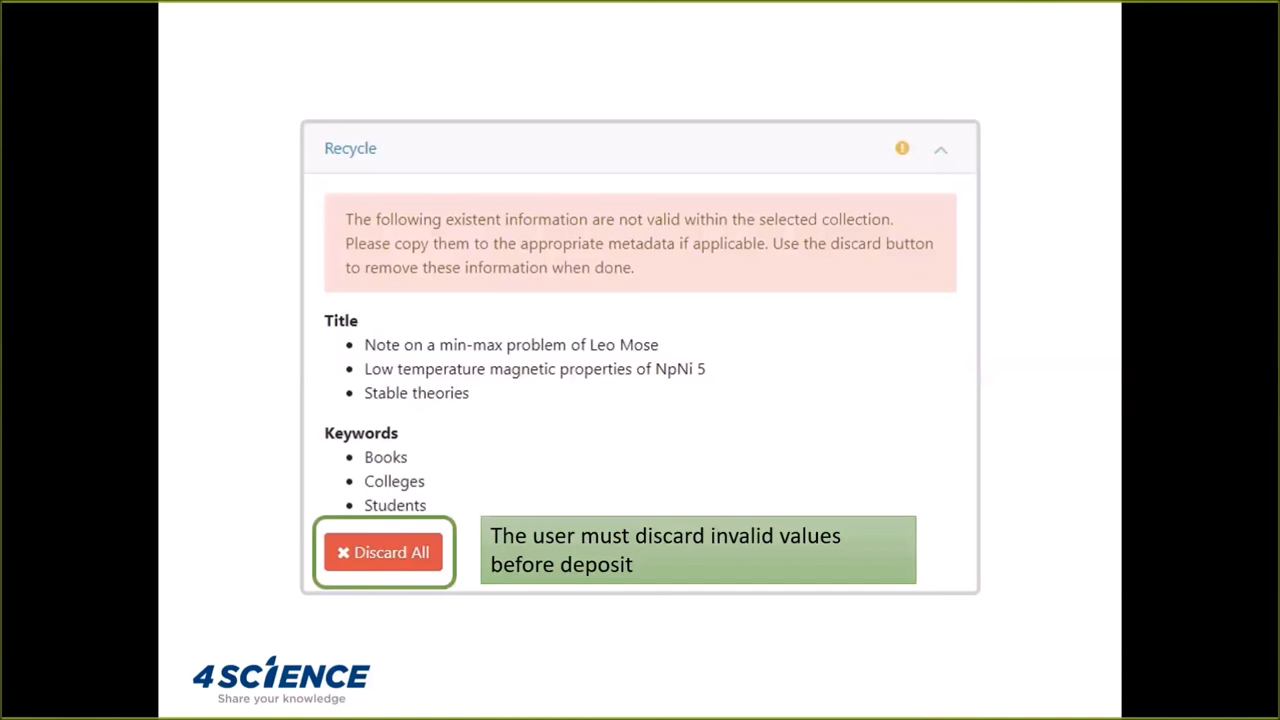 Recycle
The following existent information are not valid within the selected collection.
Please copy them to the appropriate metadata if applicable. Use the discard button
to remove these information when done.
Title
Note on a min-max problem of Leo Mose
Low temperature magnetic properties of NpNi 5
Stable theories
Keywords
Books
Colleges
Students
Discard All
The user must discard invalid values
before deposit
4SCIENCE
Share your knowledge